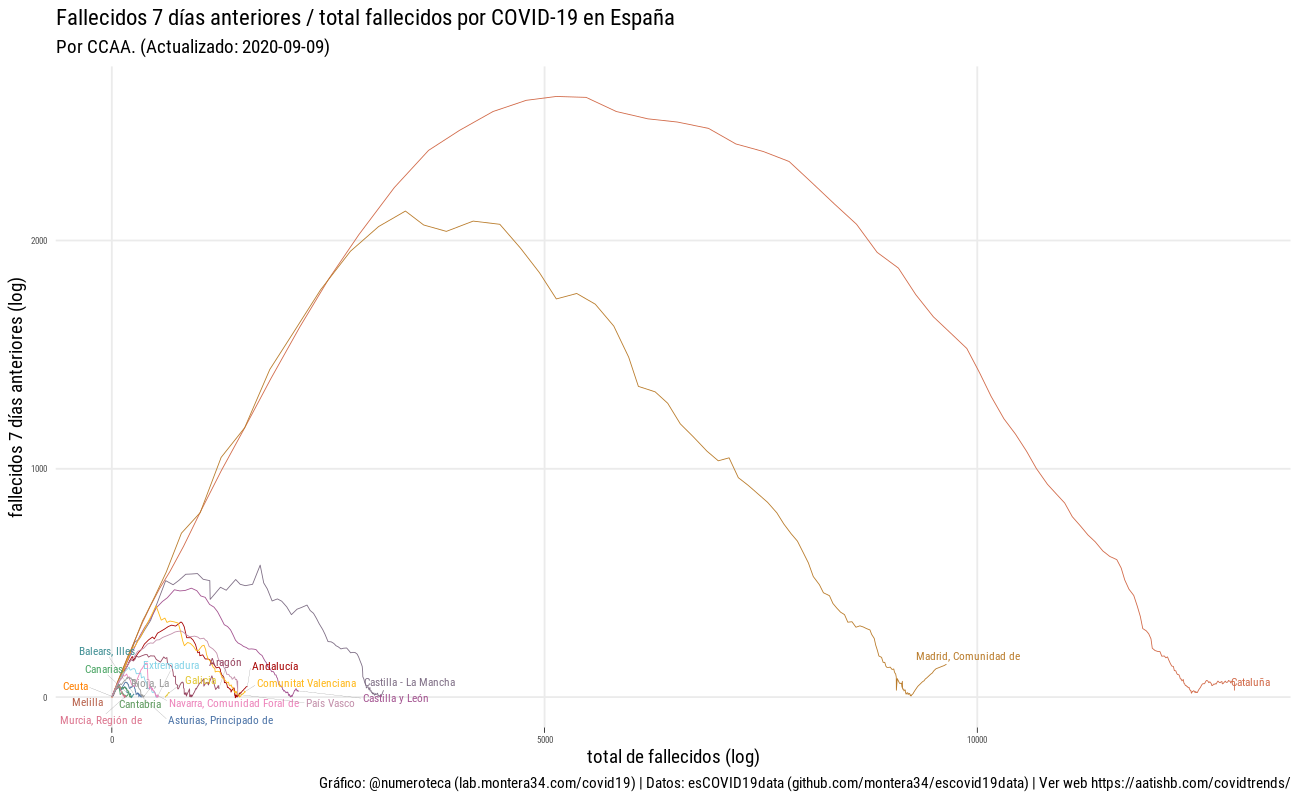 Fallecidos 7 días anteriores / total fallecidos por COVID-19 en España
Por CCAA. (Actualizado: 2020-09-09)
fallecidos 7 días anteriores (log)
2000
1000
0
Balears, Illes
Canarias
Extremadura
Aragón
Andalucía
Madrid, Comunidad de
Ceuta
Rioja, La
Galicia
Comunitat Valenciana
Castilla - La Mancha
Cataluña
Melilla
Cantabria
Navarra, Comunidad Foral de
País Vasco
Castilla y León
Murcia, Región de
Asturias, Principado de
0
5000
10000
total de fallecidos (log)
Gráfico: @numeroteca (lab.montera34.com/covid19) | Datos: esCOVID19data (github.com/montera34/escovid19data) | Ver web https://aatishb.com/covidtrends/